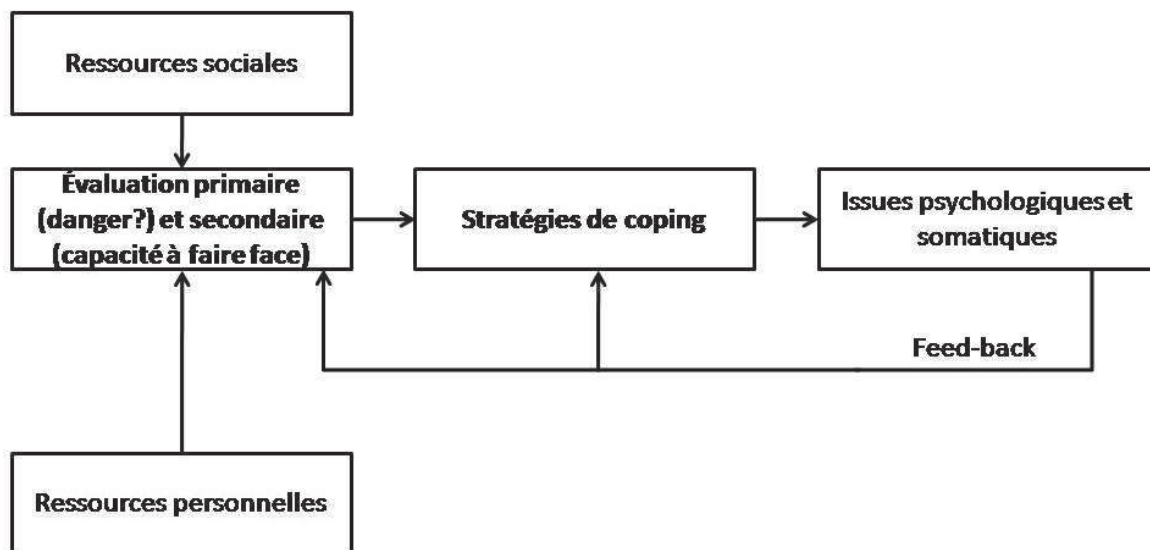 Ressources sociales
Évaluation primaire
(danger?) et secondaire
(capacité à faire face)
Stratégies de coping
Issues psychologiques et
somatiques
Feed-back
Ressources personnelles